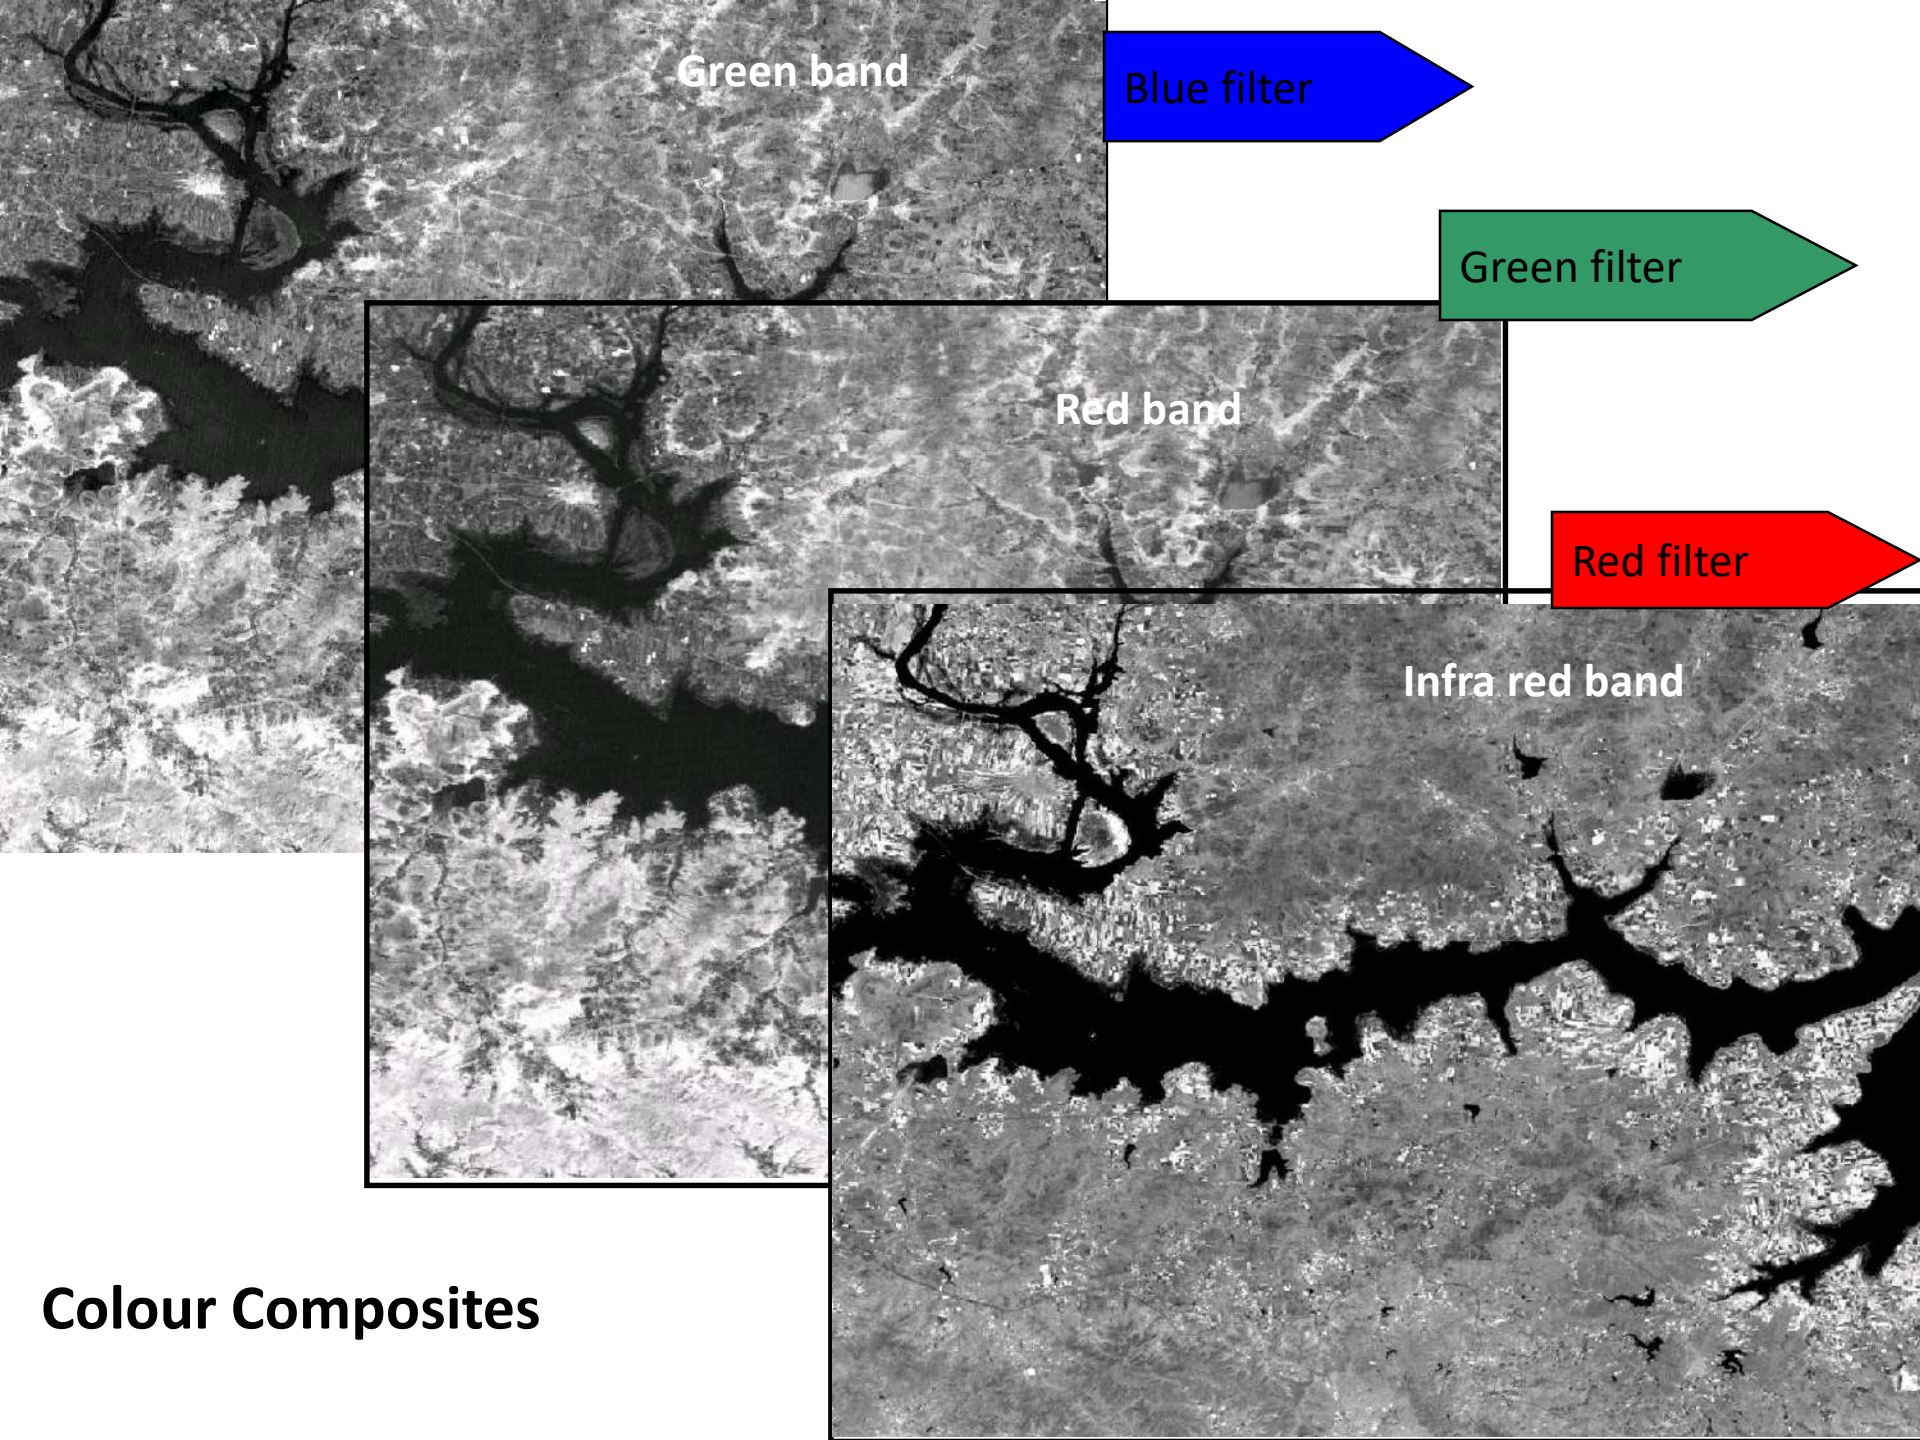 Green band
Blue filter
Green filter
Red band
Red filter
Infra red band
Colour Composites